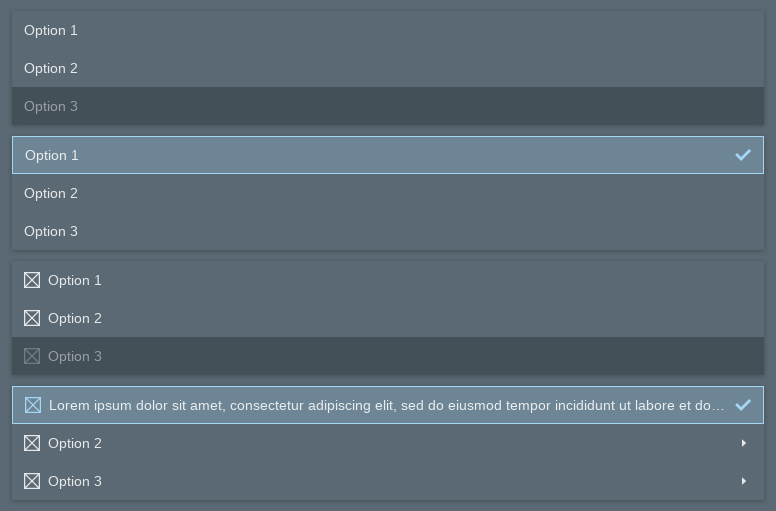 Option 1
Option 2
Option 3
Option 1
Option 2
Option 3
Option 1
Option 2
Option 3
Lorem ipsum dolor sit amet, consectetur adipiscing elit, sed do eiusmod tempor incididunt ut labore et do…
Option 2
Option 3